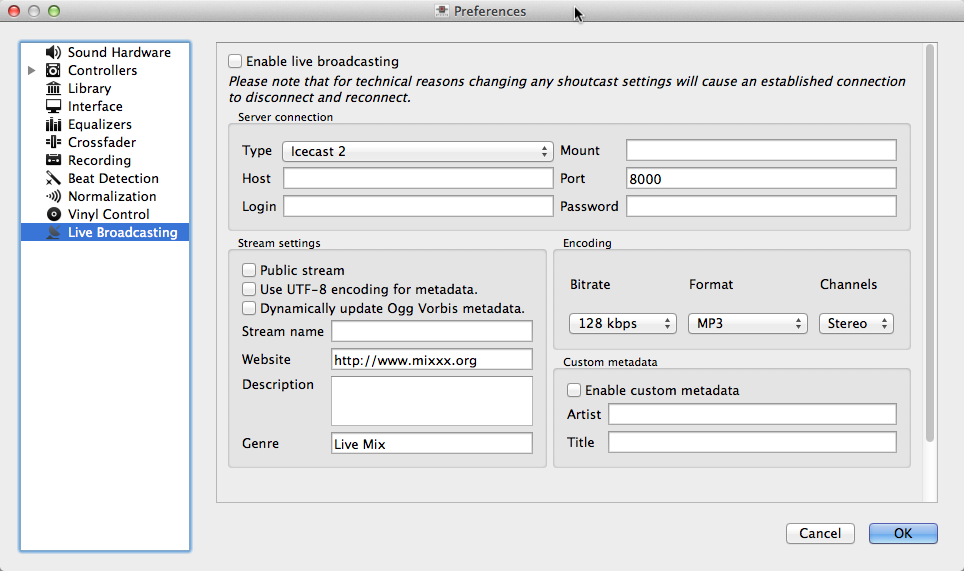 Preferences
Sound Hardware
Controllers
Library
Interface
Equalizers
Crossfader
Recording
Beat Detection
Normalization
Vinyl Control
Live Broadcasting
Enable live broadcasting
Please note that for technical reasons changing any shoutcast settings will cause an established connection
to disconnect and reconnect.
Server connection
Type Icecast 2 Mount
Host Port 8000
Login Password
Stream settings
Public stream
Use UTF-8 encoding for metadata.
Dynamically update Ogg Vorbis metadata.
Stream name
Website http://www.mixxx.org
Description
Genre Live Mix
Encoding
Bitrate Format Channels
128 kbps MP3 Stereo
Custom metadata
Enable custom metadata
Artist
Title
Cancel OK